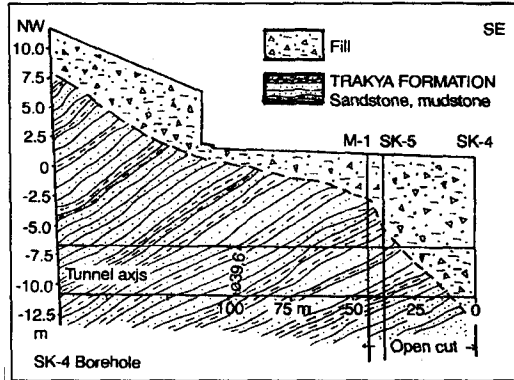 NW
SE
10.0
7.5
5.0
2.5
0
-2.5
-5.0
-7.5
-10.0
-12.5
m
Fill
TRAKYA FORMATION
Sandstone, mudstone
M-1 SK-5 SK-4
Tunnel axjs
100 75 m 40 25 0
Open cut
SK-4 Borehole